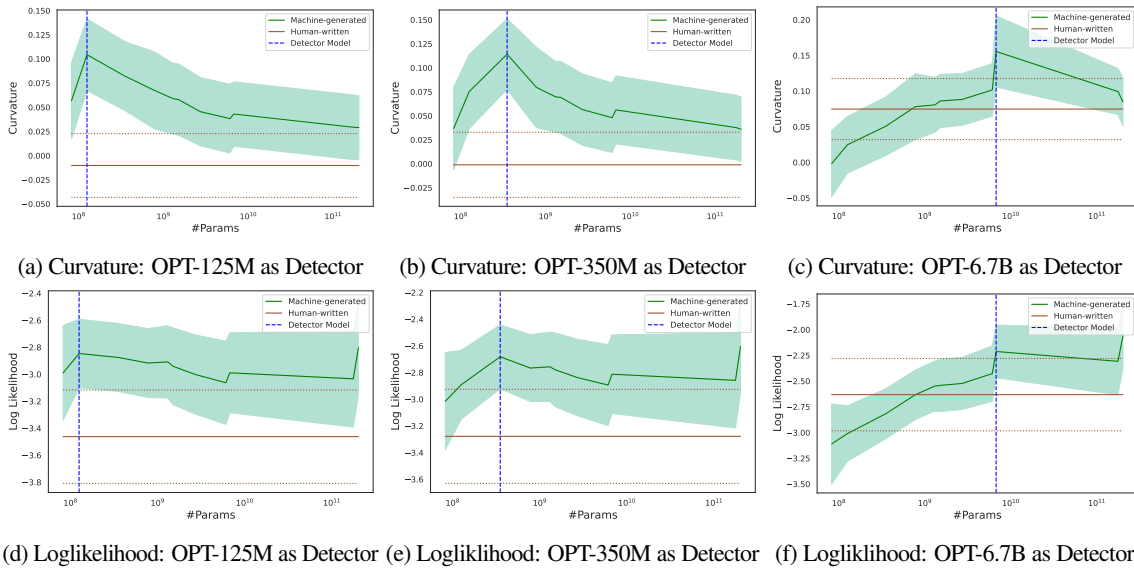 0.150
0.125
0.100
0.075
0.050
0.025
0.000
−0.025
−0.050
Curvature
10^8
10^9
10^10
10^11
#Params
Machine-generated
Human-written
Detector Model
(a) Curvature: OPT-125M as Detector
0.150
0.125
0.100
0.075
0.050
0.025
0.000
−0.025
Curvature
10^8
10^9
10^10
10^11
#Params
Machine-generated
Human-written
Detector Model
(b) Curvature: OPT-350M as Detector
0.20
0.15
0.10
0.05
0.00
−0.05
Curvature
10^8
10^9
10^10
10^11
#Params
Machine-generated
Human-written
Detector Model
(c) Curvature: OPT-6.7B as Detector
−2.4
−2.6
−2.8
−3.0
−3.2
−3.4
−3.6
−3.8
Log Likelihood
10^8
10^9
10^10
10^11
#Params
Machine-generated
Human-written
Detector Model
(d) Loglikelihood: OPT-125M as Detector
−2.2
−2.4
−2.6
−2.8
−3.0
−3.2
−3.4
−3.6
Log Likelihood
10^8
10^9
10^10
10^11
#Params
Machine-generated
Human-written
Detector Model
(e) Logliklihood: OPT-350M as Detector
−1.75
−2.00
−2.25
−2.50
−2.75
−3.00
−3.25
−3.50
Log Likelihood
10^8
10^9
10^10
10^11
#Params
Machine-generated
Human-written
Detector Model
(f) Logliklihood: OPT-6.7B as Detector